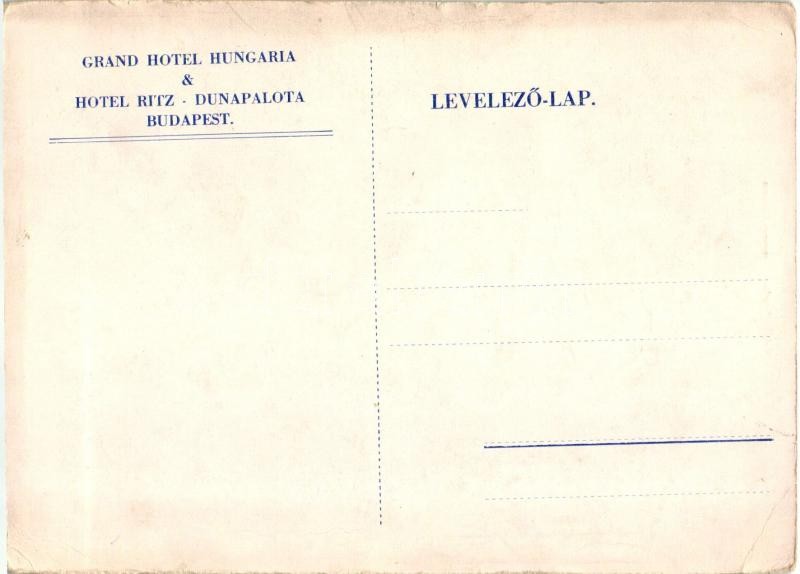 GRAND HOTEL HUNGARIA
&
HOTEL RITZ - DUNAPALOTA
BUDAPEST.
LEVELEZŐ-LAP.